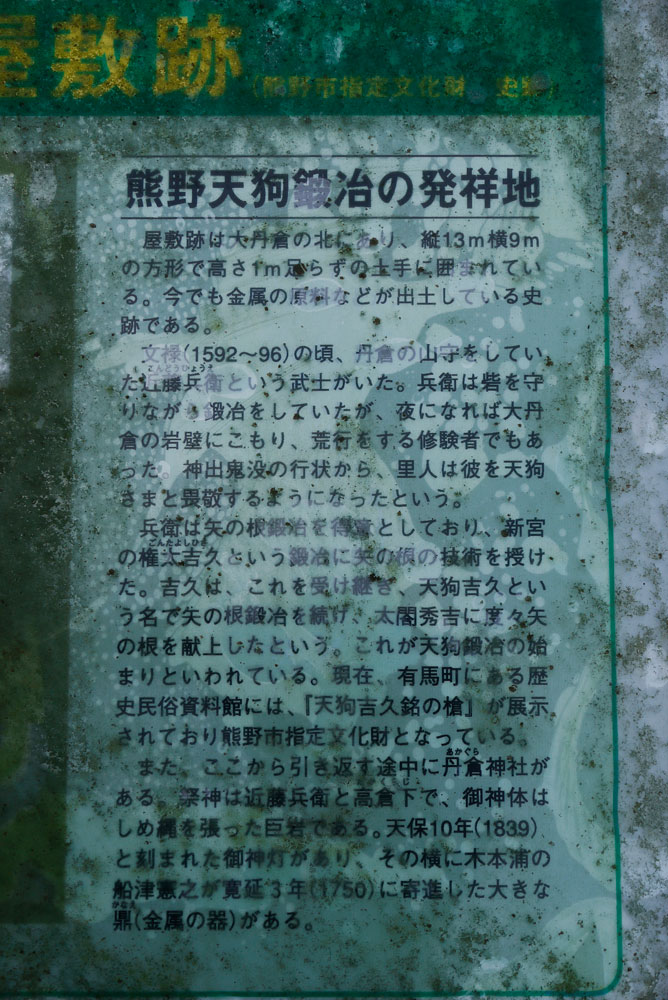 屋敷跡（熊野市指定文化財　史跡）
熊野天狗鍛冶の発祥地
屋敷跡は大丹倉の北にあり、縦13ｍ横9ｍ
の方形で高さ1ｍ足らずの土手に囲まれてい
る。今でも金属の原料などが出土している史
跡である。
文禄(1592～96)の頃、丹倉の山守をしてい
こんどうひょうえ
た近藤兵衛という武士がいた。兵衛は砦を守
りながら鍛冶をしていたが、夜になれば大丹
倉の岩壁にこもり、荒行をする修験者でもあ
った。神出鬼没の行状から、里人は彼を天狗
さまと畏敬するようになったという。
兵衛は矢の根鍛冶を得意としており、新宮
ごんたよしひさ
の権太吉久という鍛冶に矢の根の技術を授け
た。吉久は、これを受け継ぎ、天狗吉久とい
う名で矢の根鍛冶を続け、太閤秀吉に度々矢
の根を献上したという。これが天狗鍛冶の始
まりといわれている。現在、有馬町にある歴
史民俗資料館には、『天狗吉久銘の槍』が展示
されており熊野市指定文化財となっている。
あかぐら
また、ここから引き返す途中に丹倉神社が
ある。祭神は近藤兵衛と高倉下で、御神体は
しめ縄を張った巨岩である。天保10年(1839)
と刻まれた御神灯があり、その横に木本浦の
船津憲之が寛延３年(1750)に寄進した大きな
かなえ
鼎(金属の器)がある。